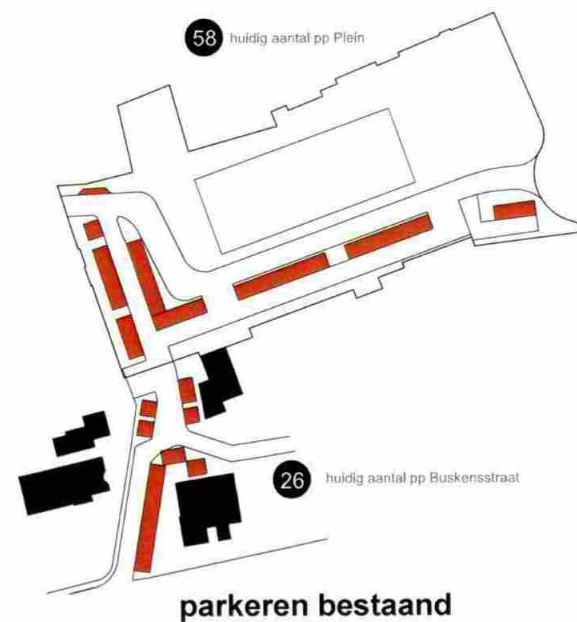 58 huidig aantal pp Plein
26 huidig aantal pp Buskensstraat
parkeren bestaand